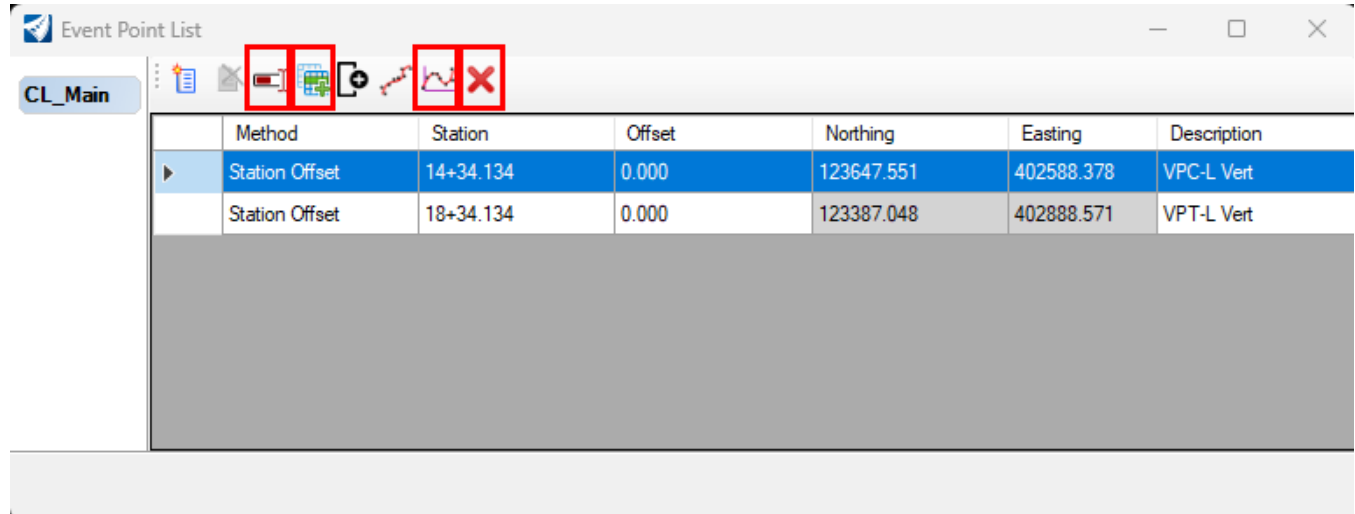 Event Point List
CL_Main
Method Station Offset Northing Easting Description
Station Offset 14+34.134 0.000 123647.551 402588.378 VPC-L Vert
Station Offset 18+34.134 0.000 123387.048 402888.571 VPT-L Vert